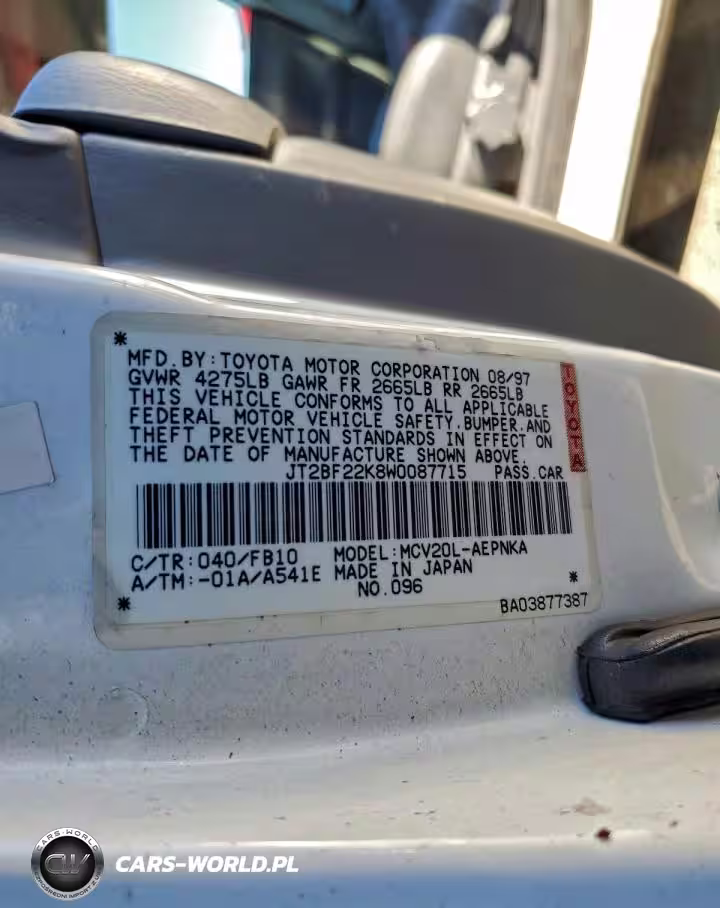 *
MFD.BY:TOYOTA MOTOR CORPORATION 08/97
GVWR 4275LB GAWR FR 2665LB RR 2665LB
THIS VEHICLE CONFORMS TO ALL APPLICABLE
FEDERAL MOTOR VEHICLE SAFETY.BUMPER.AND
THEFT PREVENTION STANDARDS IN EFFECT ON
THE DATE OF MANUFACTURE SHOWN ABOVE.
JT2BF22K8W0087715 PASS.CAR
TOYOTA
C/TR:040/FB10 MODEL:MCV20L-AEPNKA
A/TM:-01A/A541E MADE IN JAPAN
NO.096
* *
BA03877387
CARS-WORLD
CW
CARS-WORLD.PL